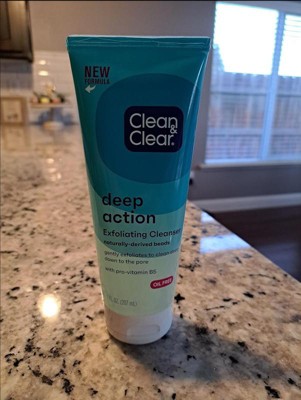 NEW
FORMULA
Clean
&
Clear®
deep
action
Exfoliating Cleanser
naturally-derived beads
gently exfoliates to clean
down to the pore
with pro-vitamin B5
OIL FREE